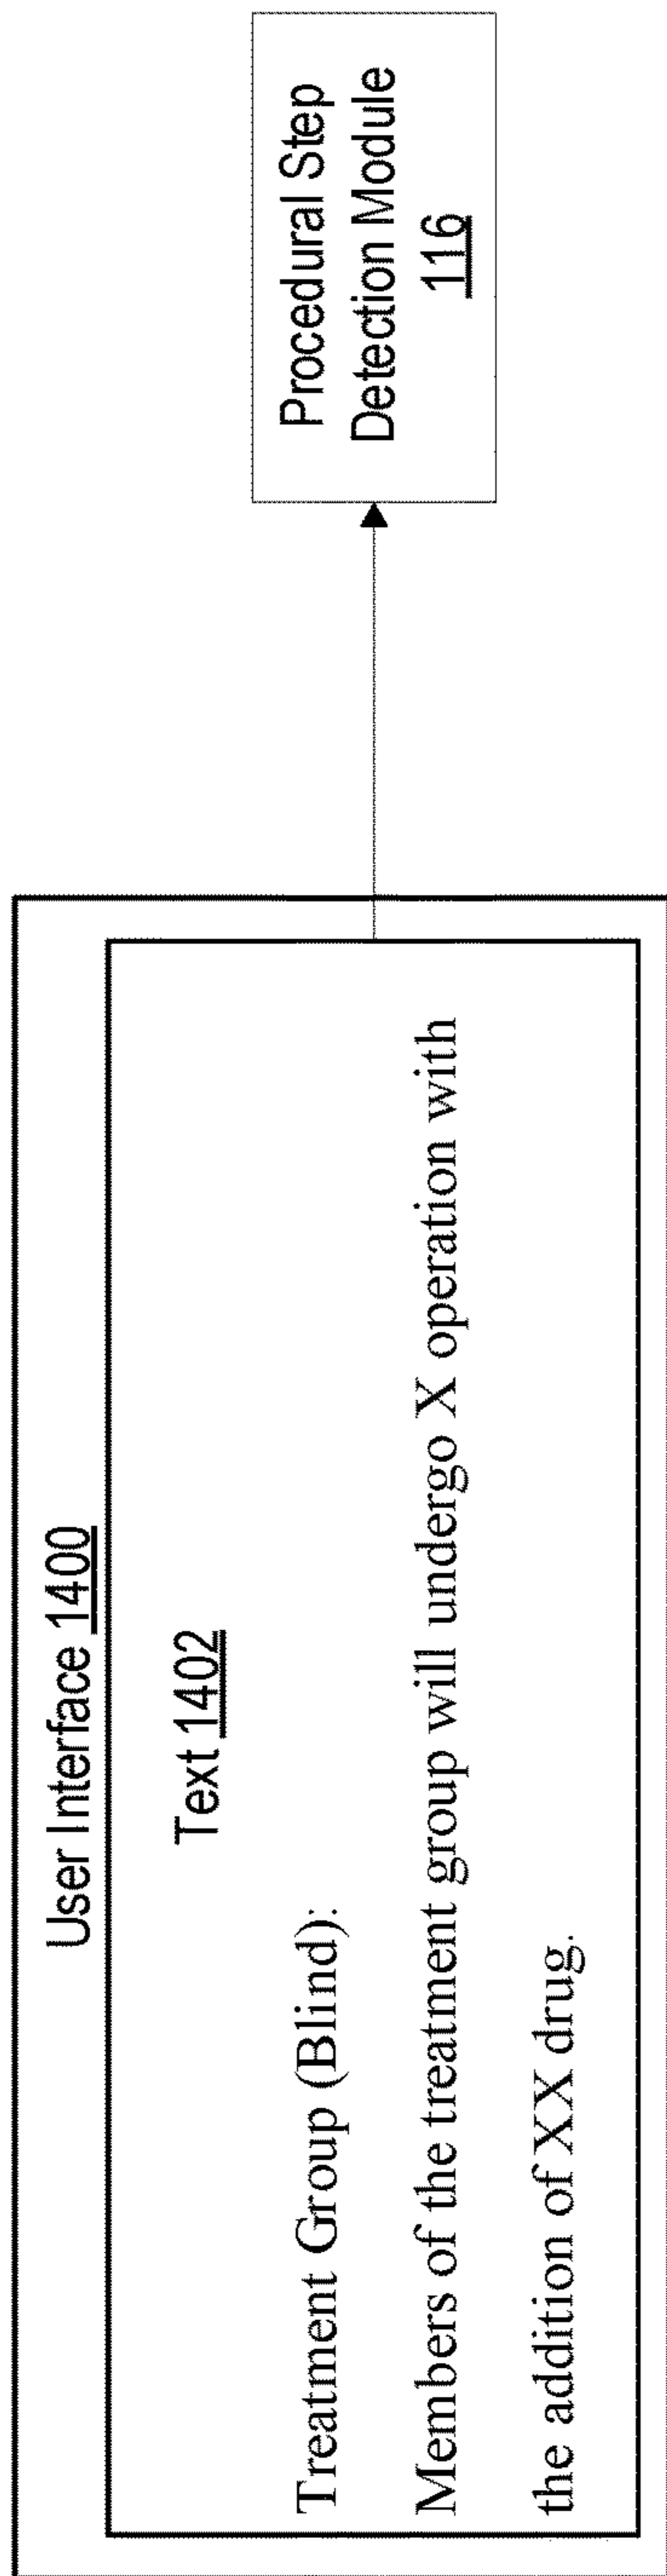 User Interface 1400
Text 1402
Treatment Group (Blind):
Members of the treatment group will undergo X operation with
the addition of XX drug.
Procedural Step
Detection Module
116